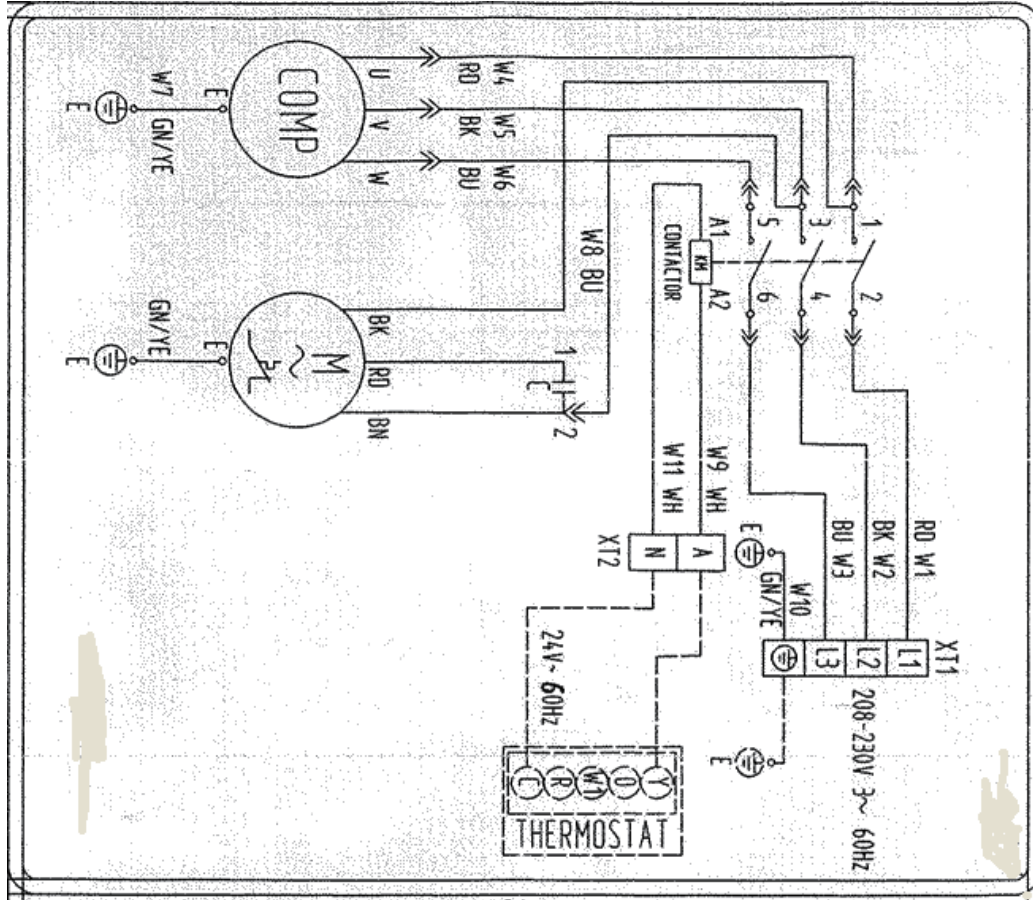 COMP
U
V
W
W4
RD
W5
BK
W6
BU
W7 GN/YE
E
E
1
3
5
2
4
6
A1
KM
A2
CONTACTOR
W8 BU
M
~
BK
RD
BN
1
C
2
GN/YE
E
E
W9 WH
W11 WH
XT2
A
N
RD W1
BK W2
BU W3
W10
GN/YE
E
XT1
L1
L2
L3
208-230V 3~ 60Hz
E
24V~ 60Hz
Y
O
W1
R
C
THERMOSTAT